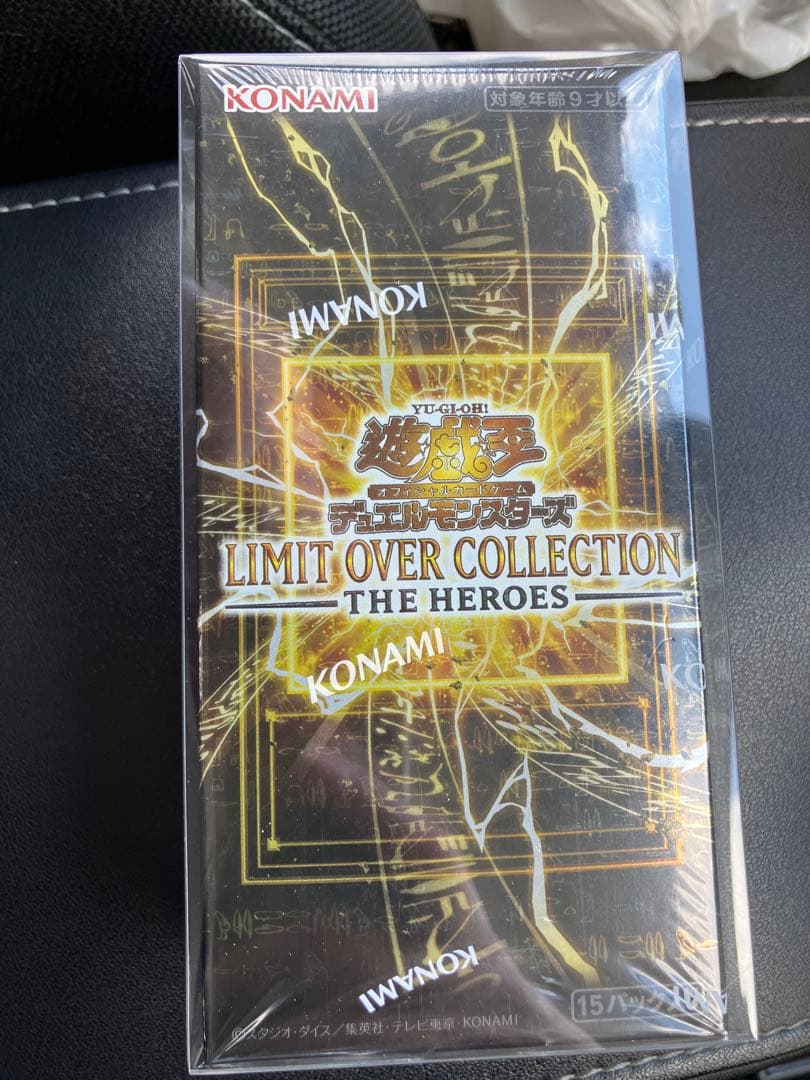 KONAMI
対象年齢9才以
KONAMI
KONAMI
YU-GI-OH!
遊戯王
オフィシャルカードゲーム
デュエルモンスターズ
LIMIT OVER COLLECTION
THE HEROES
KONAMI
KONAMI
15パック入
©スタジオ・ダイス/集英社・テレビ東京・KONAMI